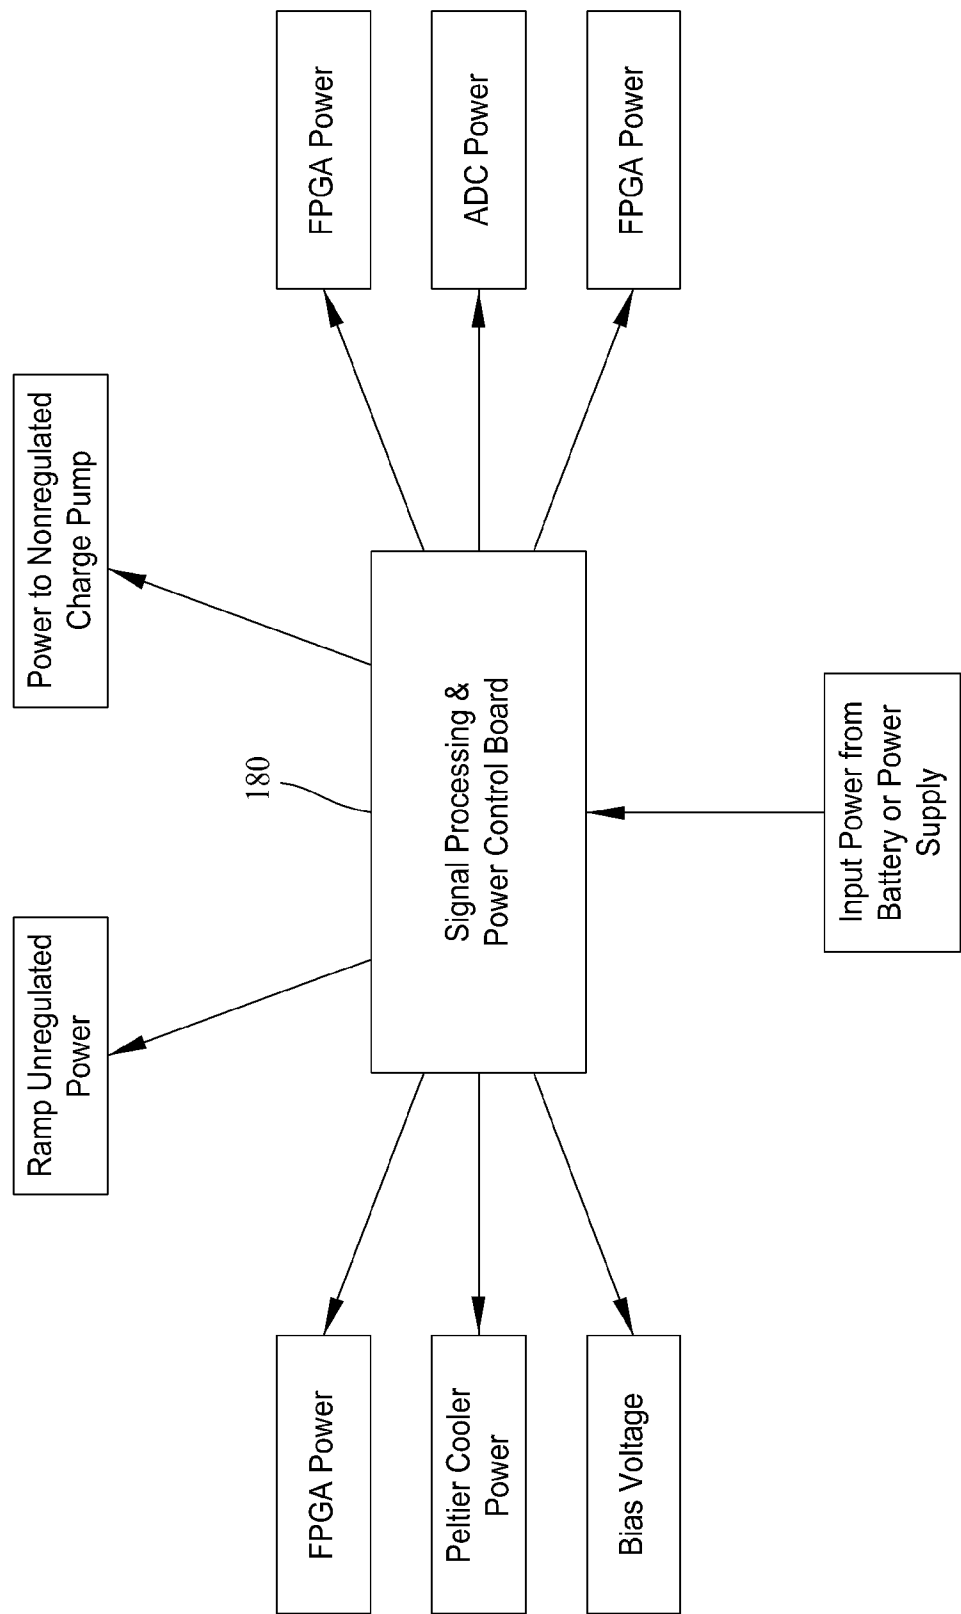 Ramp Unregulated
Power
Power to Nonregulated
Charge Pump
180
FPGA Power
Peltier Cooler
Power
Bias Voltage
Signal Processing &
Power Control Board
FPGA Power
ADC Power
FPGA Power
Input Power from
Battery or Power
Supply